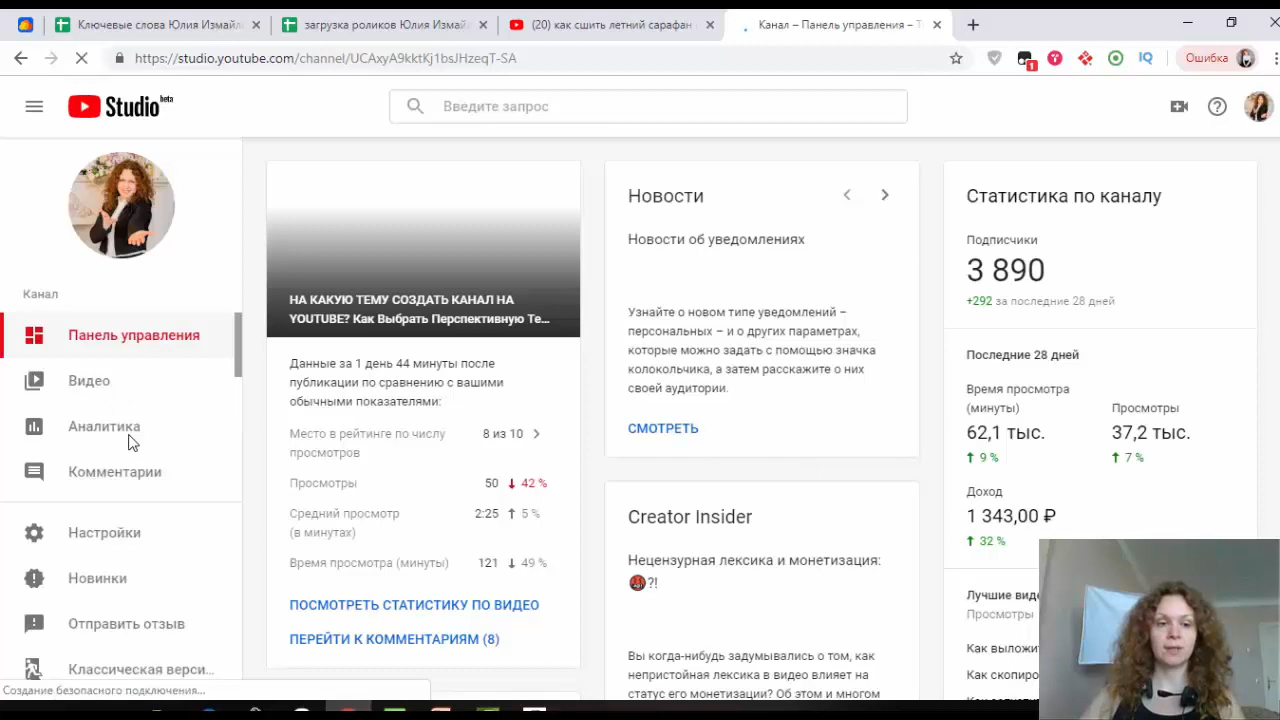 Ключевые слова Юлия Измайл
загрузка роликов Юлия Измайл
(20) как сшить летний сарафан
Канал – Панель управления – T
https://studio.youtube.com/channel/UCAxyA9kktKj1bsJHzeqT-SA
1
IQ
Ошибка
Studio beta
Введите запрос
Канал
Панель управления
Видео
Аналитика
Комментарии
Настройки
Новинки
Отправить отзыв
Классическая верси...
Создание безопасного подключения...
НА КАКУЮ ТЕМУ СОЗДАТЬ КАНАЛ НА
YOUTUBE? Как Выбрать Перспективную Те...
Данные за 1 день 44 минуты после
публикации по сравнению с вашими
обычными показателями:
Место в рейтинге по числу
просмотров
8 из 10
Просмотры 50 42 %
Средний просмотр
(в минутах)
2:25 5 %
Время просмотра (минуты) 121 49 %
ПОСМОТРЕТЬ СТАТИСТИКУ ПО ВИДЕО
ПЕРЕЙТИ К КОММЕНТАРИЯМ (8)
Новости
Новости об уведомлениях
Узнайте о новом типе уведомлений –
персональных – и о других параметрах,
которые можно задать с помощью значка
колокольчика, а затем расскажите о них
своей аудитории.
СМОТРЕТЬ
Creator Insider
Нецензурная лексика и монетизация:
?!
Вы когда-нибудь задумывались о том, как
непристойная лексика в видео влияет на
статус его монетизации? Об этом и многом
Статистика по каналу
Подписчики
3 890
+292 за последние 28 дней
Последние 28 дней
Время просмотра
(минуты)
62,1 тыс.
9 %
Просмотры
37,2 тыс.
7 %
Доход
1 343,00 ₽
32 %
Лучшие виде
Просмотры
Как выложи
Как скопиро